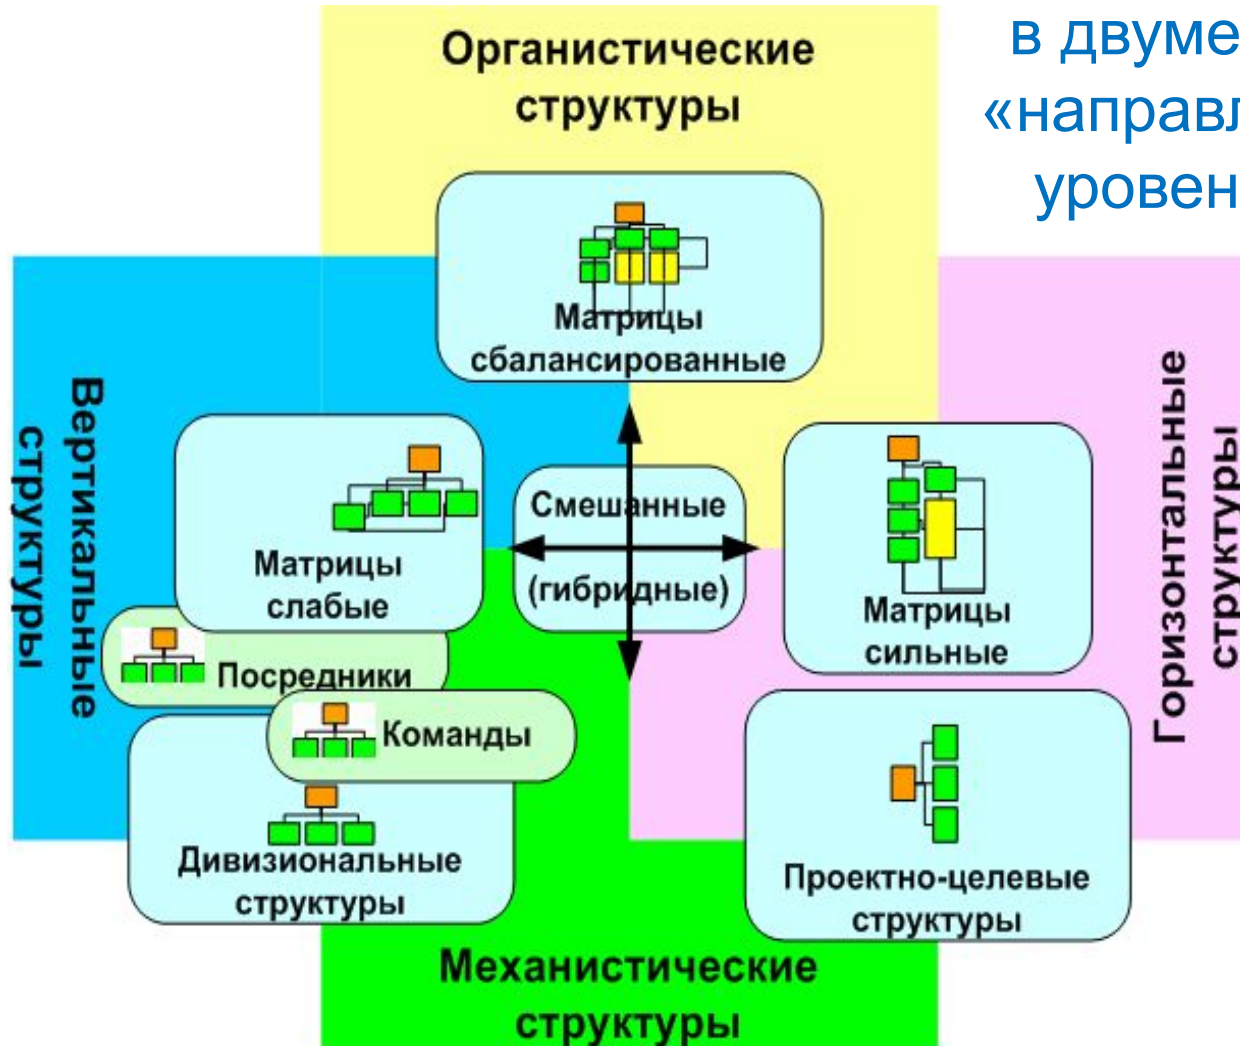 Органистические
структуры
в двуме
«направл
уровен
Матрицы
сбалансированные
Вертикальные
структуры
Горизонтальные
структуры
Матрицы
слабые
Смешанные
(гибридные)
Матрицы
сильные
Посредники
Команды
Дивизиональные
структуры
Проектно-целевые
структуры
Механистические
структуры